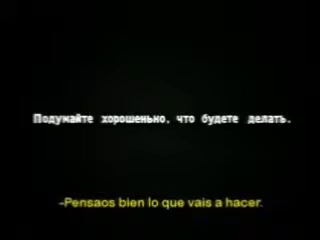 Подумайте хорошенько, что будете делать.
-Pensaos bien lo que vais a hacer.